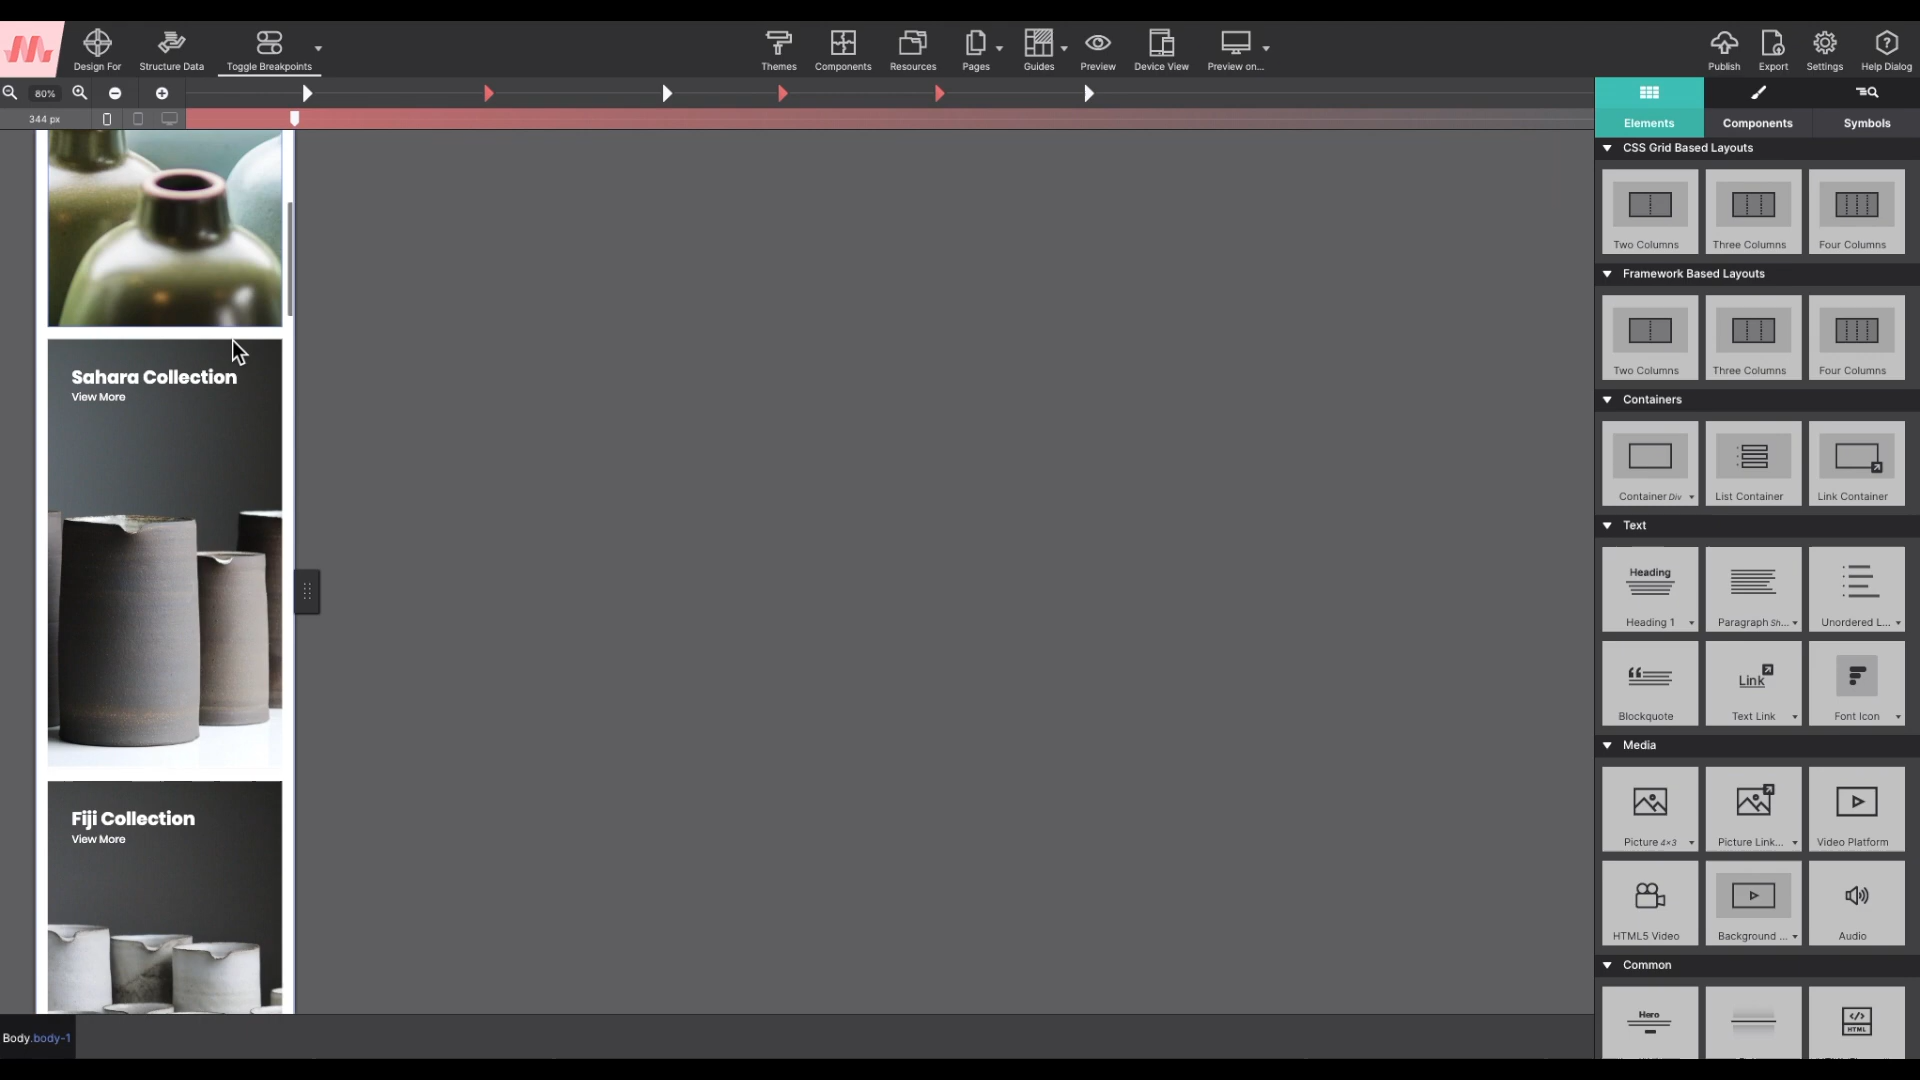 Design For
Structure Data
Toggle Breakpoints
Themes
Components
Resources
Pages
Guides
Preview
Device View
Preview on...
Publish
Export
Settings
Help Dialog
80%
344 px
Elements
Components
Symbols
CSS Grid Based Layouts
Two Columns
Three Columns
Four Columns
Framework Based Layouts
Two Columns
Three Columns
Four Columns
Containers
Container Div
List Container
Link Container
Text
Heading
Heading 1
Paragraph Sh...
Unordered L...
Blockquote
Link
Text Link
Font Icon
Media
Picture 4×3
Picture Link...
Video Platform
HTML5 Video
Background ...
Audio
Common
Hero
HTML
Sahara Collection
View More
Fiji Collection
View More
Body.body-1